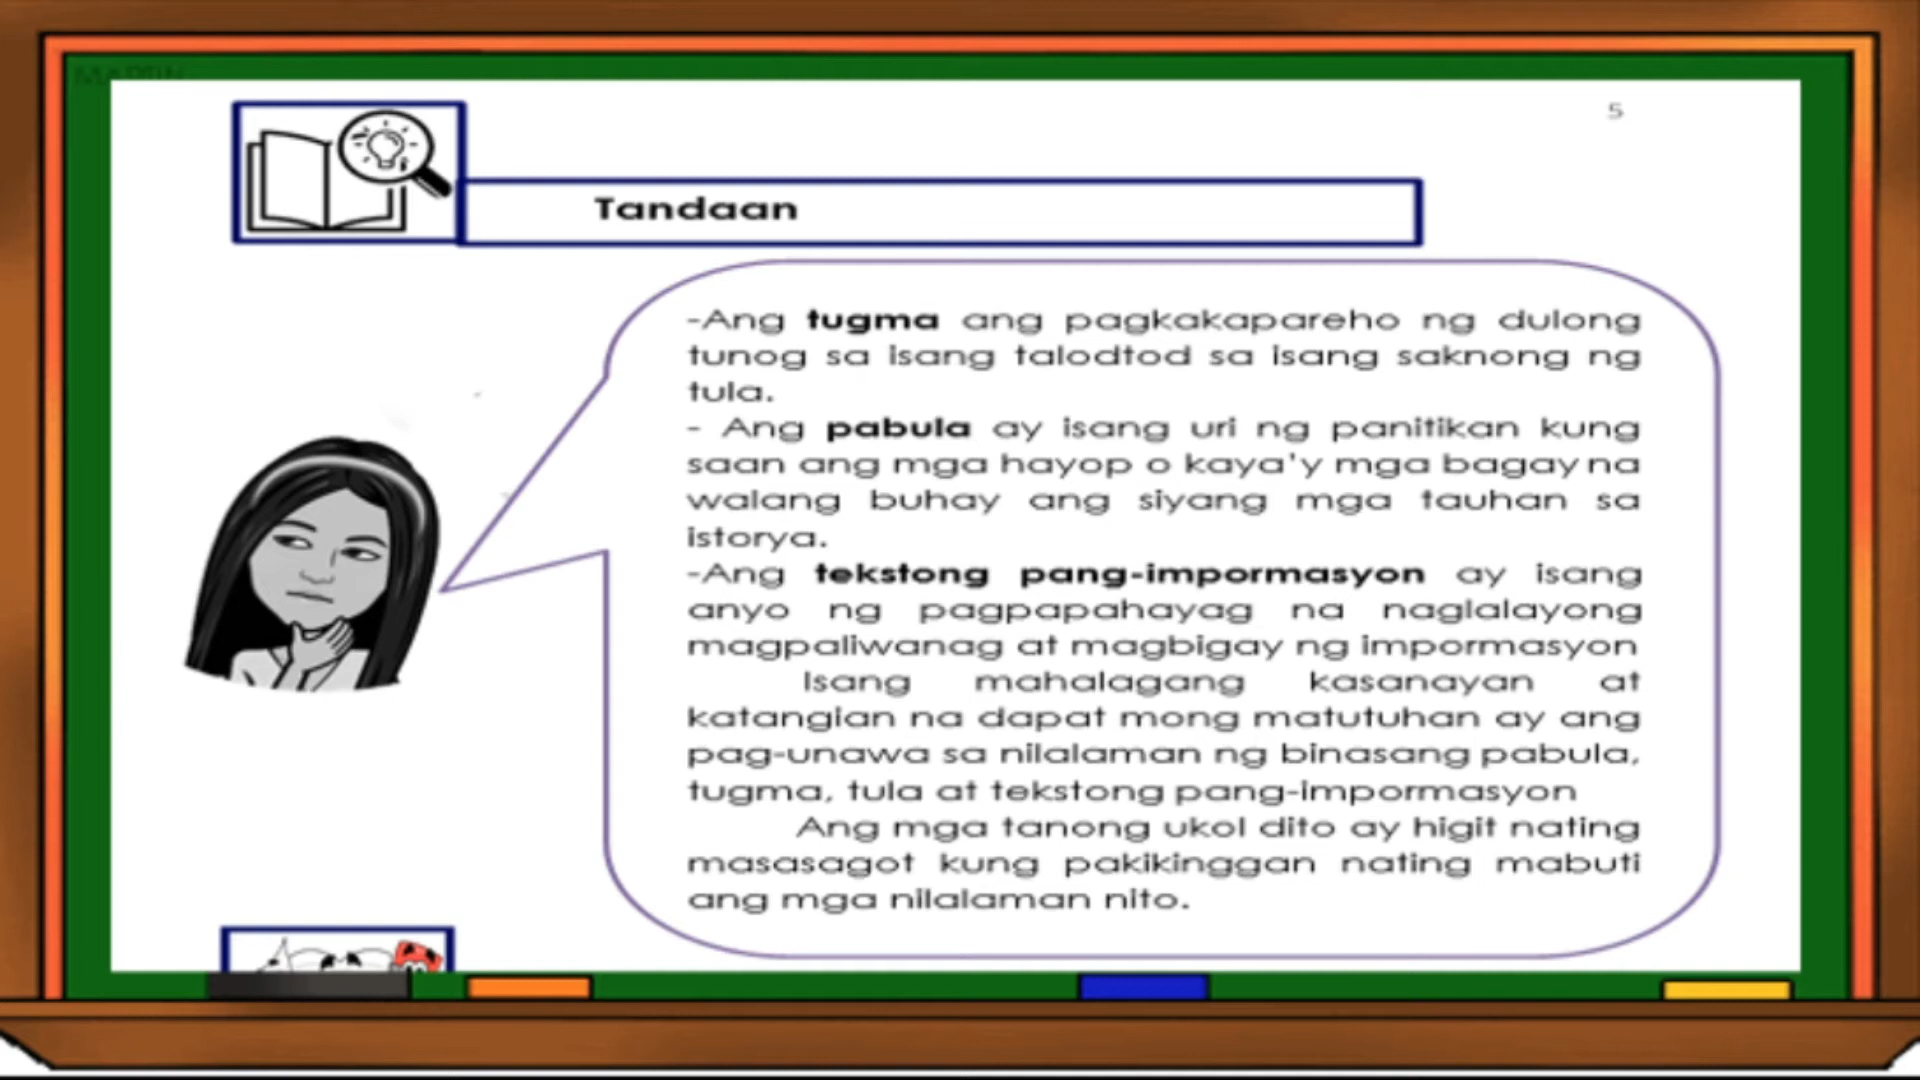 5
Tandaan
-Ang tugma ang pagkakapareho ng dulong
tunog sa isang talodtod sa isang saknong ng
tula.
- Ang pabula ay isang uri ng panitikan kung
saan ang mga hayop o kaya'y mga bagay na
walang buhay ang siyang mga tauhan sa
istorya.
-Ang tekstong pang-impormasyon ay isang
anyo ng pagpapahayag na naglalayong
magpaliwanag at magbigay ng impormasyon
Isang mahalagang kasanayan at
katangian na dapat mong matutuhan ay ang
pag-unawa sa nilalaman ng binasang pabula,
tugma, tula at tekstong pang-impormasyon
Ang mga tanong ukol dito ay higit nating
masasagot kung pakikinggan nating mabuti
ang mga nilalaman nito.